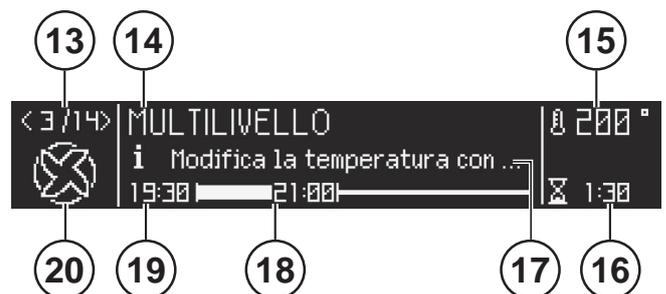 13 14 15
<3/14> MULTILIVELLO 200°
i Modifica la temperatura con ...
19:30 21:00 1:30
20 19 18 17 16